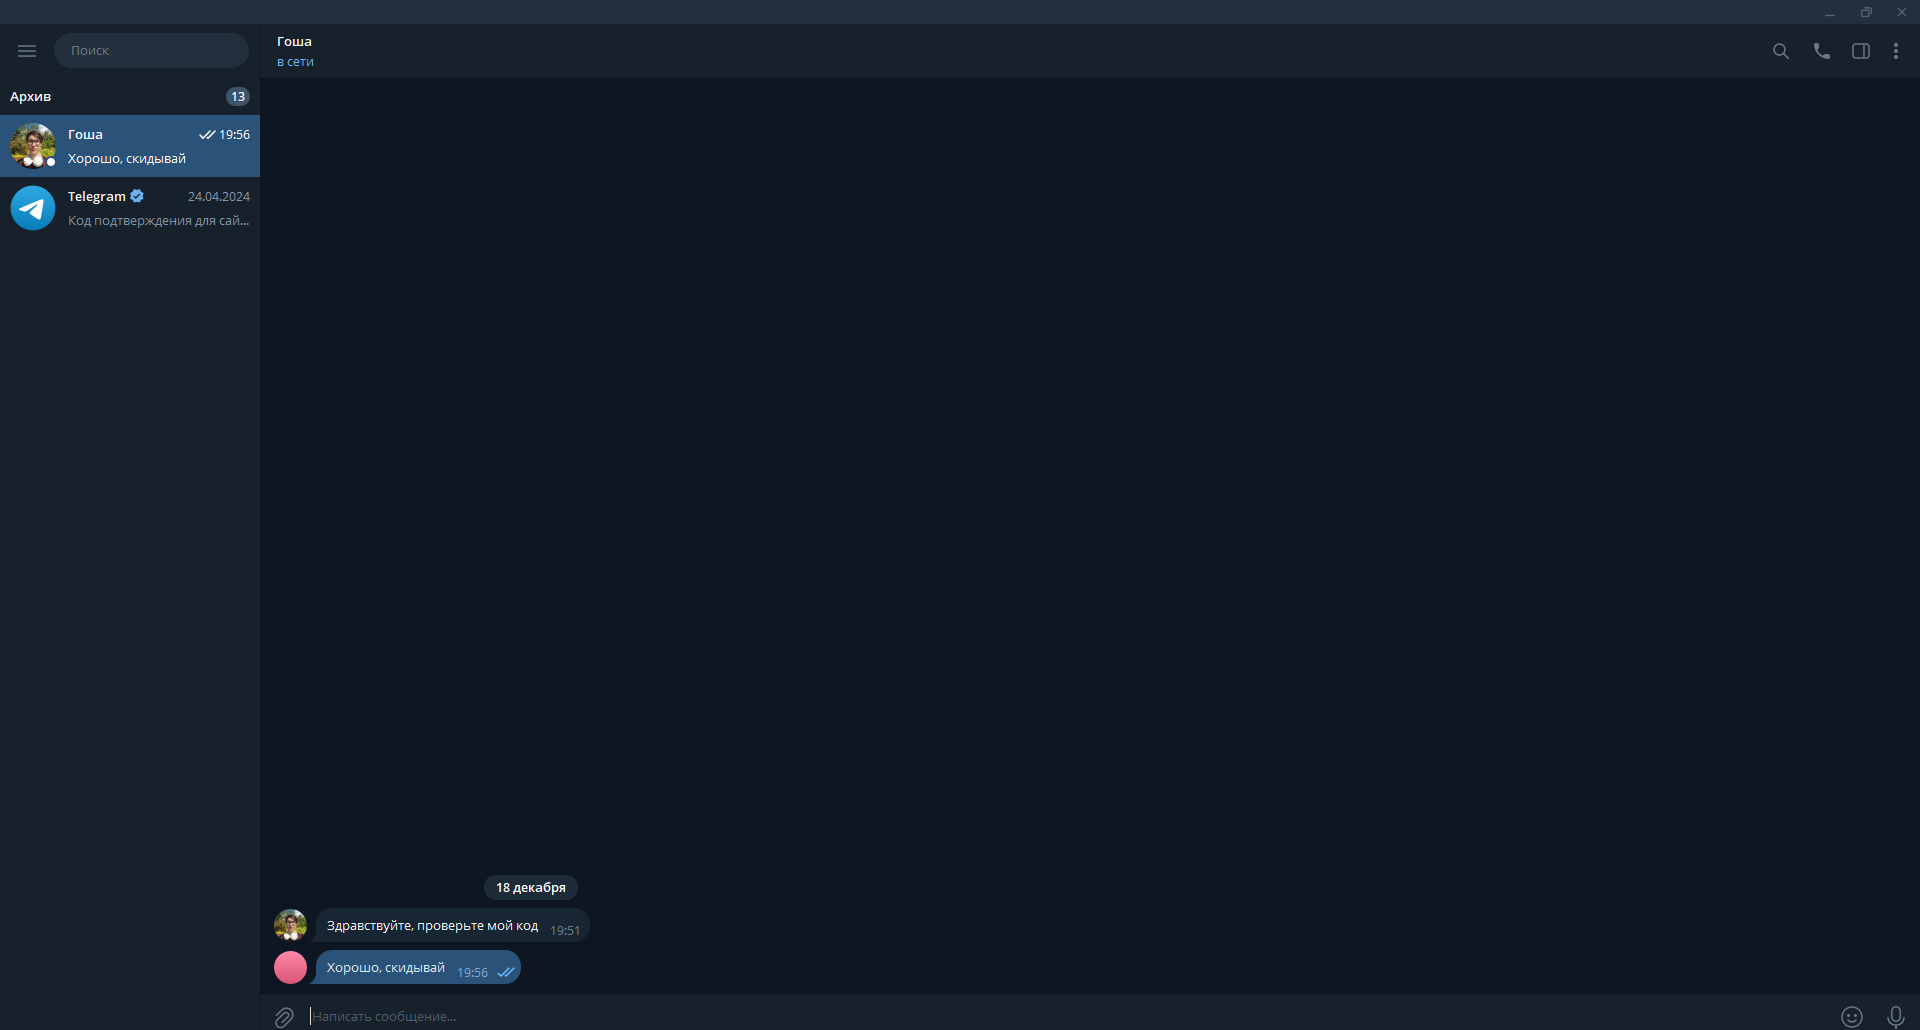 Поиск
Архив 13
Гоша 19:56
Хорошо, скидывай
Telegram 24.04.2024
Код подтверждения для сай...
Гоша
в сети
18 декабря
Здравствуйте, проверьте мой код 19:51
Хорошо, скидывай 19:56
Написать сообщение...